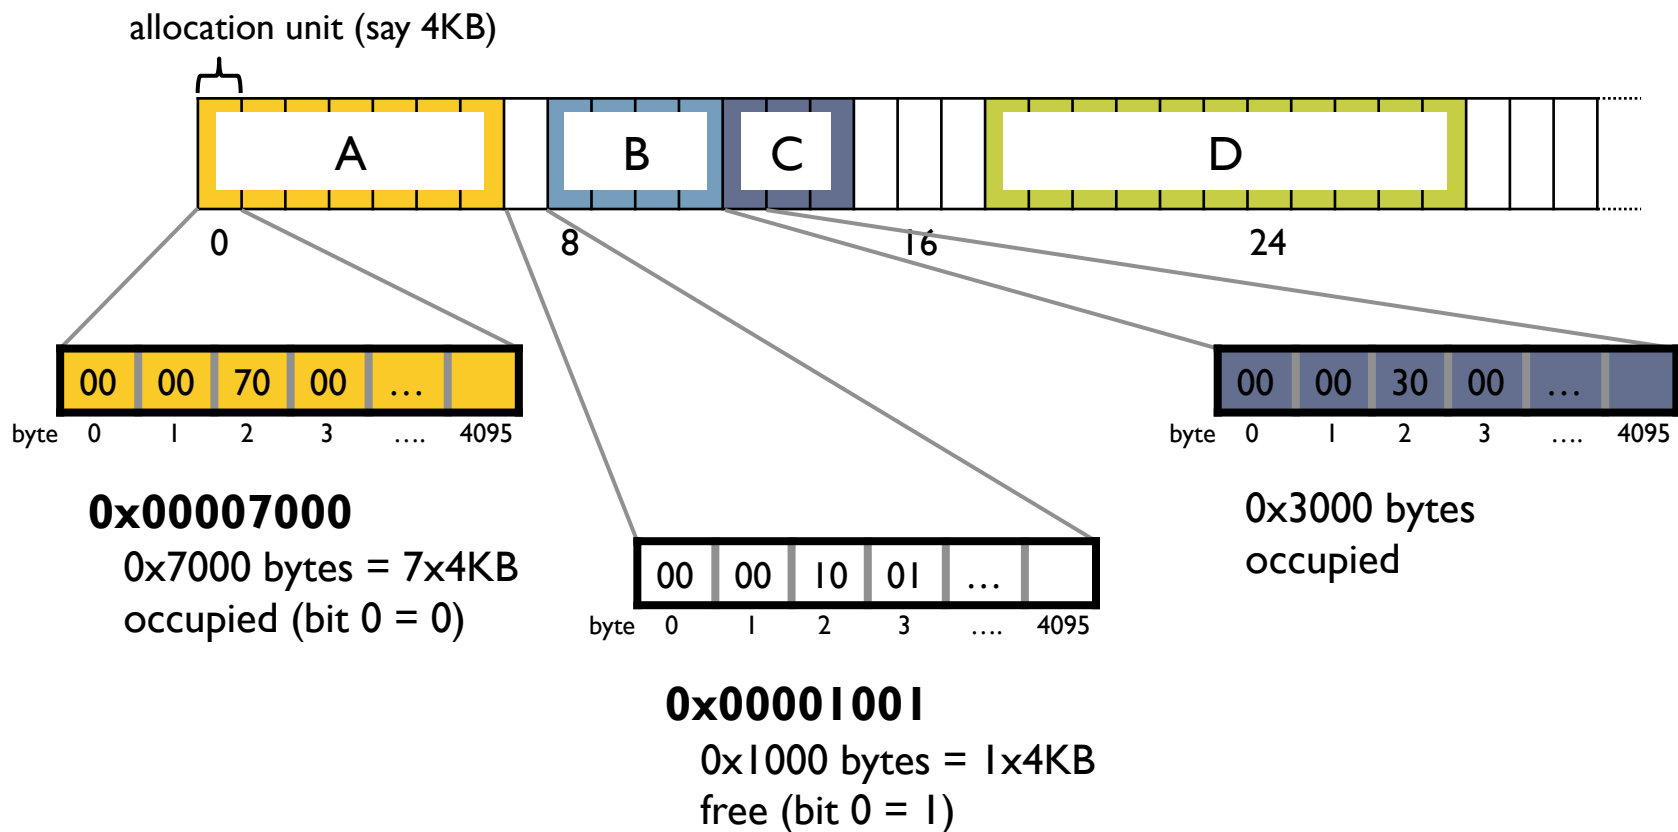 allocation unit (say 4KB)
A B C D
0 8 16 24
00 00 70 00 ...
byte 0 1 2 3 .... 4095
0x00007000
0x7000 bytes = 7x4KB
occupied (bit 0 = 0)
00 00 10 01 ...
byte 0 1 2 3 .... 4095
0x00001001
0x1000 bytes = 1x4KB
free (bit 0 = 1)
00 00 30 00 ...
byte 0 1 2 3 .... 4095
0x3000 bytes
occupied